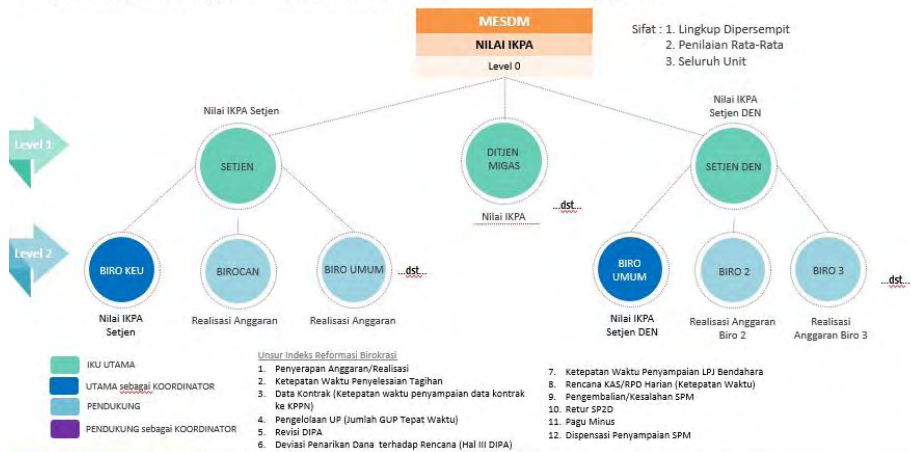 MESDM
NILAI IKPA
Level 0
Sifat : 1. Lingkup Dipersempit
2. Penilaian Rata-Rata
3. Seluruh Unit
Nilai IKPA Setjen
Nilai IKPA
Setjen DEN
Level 1
SETJEN
DITJEN
MIGAS
SETJEN DEN
Nilai IKPA
...dst...
Level 2
BIRO KEU
BIROCAN
BIRO UMUM
...dst...
BIRO
UMUM
BIRO 2
BIRO 3
...dst...
Nilai IKPA
Setjen
Realisasi Anggaran
Realisasi Anggaran
Nilai IKPA
Setjen DEN
Realisasi Anggaran
Biro 2
Realisasi
Anggaran Biro 3
IKU UTAMA
UTAMA sebagai KOORDINATOR
PENDUKUNG
PENDUKUNG sebagai KOORDINATOR
Unsur Indeks Reformasi Birokrasi
1. Penyerapan Anggaran/Realisasi
2. Ketepatan Waktu Penyelesaian Tagihan
3. Data Kontrak (Ketepatan waktu penyampaian data kontrak
ke KPPN)
4. Pengelolaan UP (Jumlah GUP Tepat Waktu)
5. Revisi DIPA
6. Deviasi Penarikan Dana terhadap Rencana (Hal III DIPA)
7. Ketepatan Waktu Penyampaian LPJ Bendahara
8. Rencana KAS/RPD Harian (Ketepatan Waktu)
9. Pengembalian/Kesalahan SPM
10. Retur SP2D
11. Pagu Minus
12. Dispensasi Penyampaian SPM